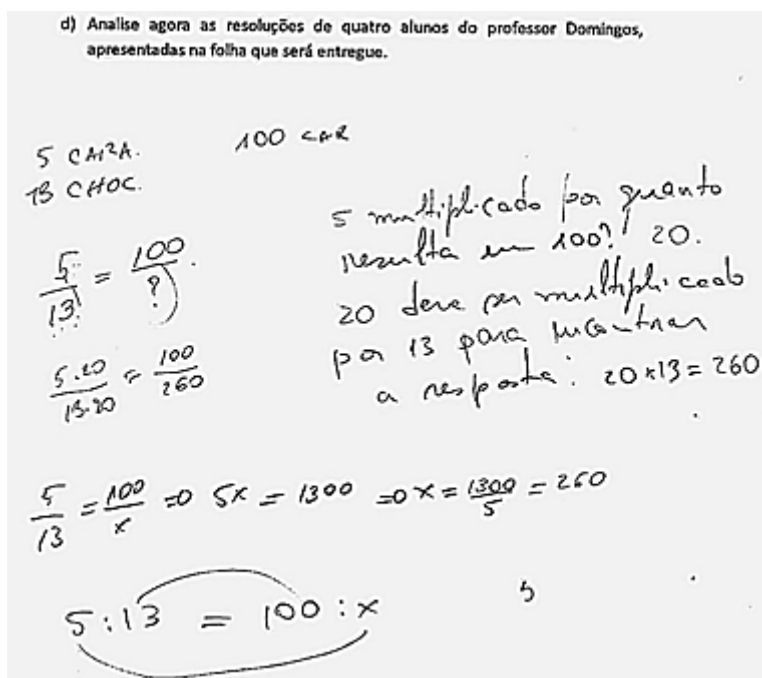 d) Analise agora as resoluções de quatro alunos do professor Domingos,
apresentadas na folha que será entregue.
5 CARA. 100 CAR
13 CHOC.
5/13 = 100/?
5 multiplicado por quanto
resulta em 100? 20.
20 deve ser multiplicado
por 13 para encontrar
a resposta: 20x13 = 260
5.20/13.20 = 100/260
5/13 = 100/x => 5x = 1300 => x = 1300/5 = 260
5:13 = 100:x
5